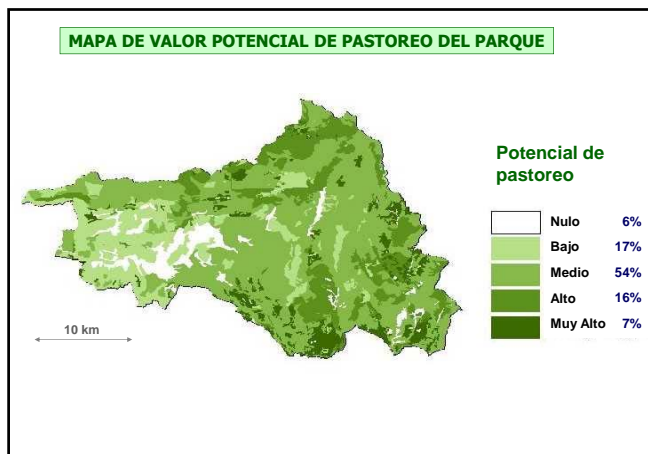 MAPA DE VALOR POTENCIAL DE PASTOREO DEL PARQUE
Potencial de
pastoreo
Nulo 6%
Bajo 17%
Medio 54%
Alto 16%
Muy Alto 7%
10 km